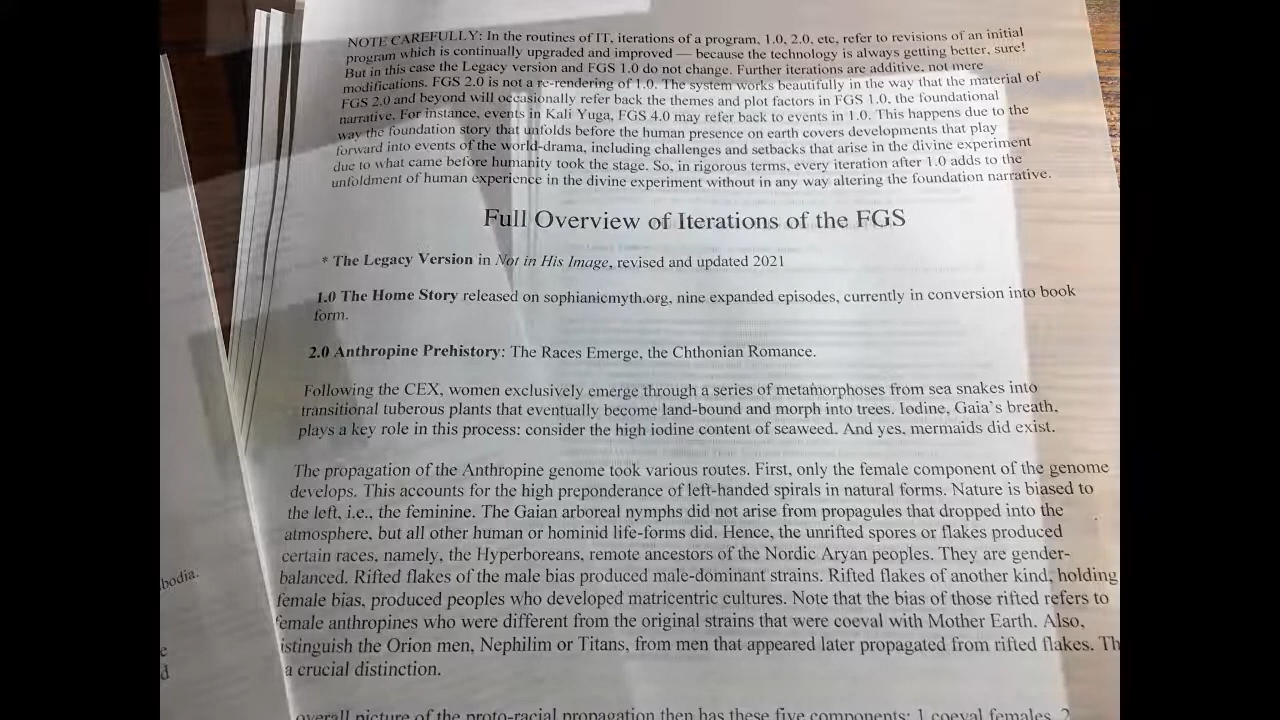 NOTE CAREFULLY: In the routines of IT, iterations of a program, 1.0, 2.0, etc, refer to revisions of an initial
program which is continually upgraded and improved — because the technology is always getting better, sure!
But in this case the Legacy version and FGS 1.0 do not change. Further iterations are additive, not mere
modifications. FGS 2.0 is not a re-rendering of 1.0. The system works beautifully in the way that the material of
FGS 2.0 and beyond will occasionally refer back the themes and plot factors in FGS 1.0, the foundational
narrative. For instance, events in Kali Yuga, FGS 4.0 may refer back to events in 1.0. This happens due to the
way the foundation story that unfolds before the human presence on earth covers developments that play
forward into events of the world-drama, including challenges and setbacks that arise in the divine experiment
due to what came before humanity took the stage. So, in rigorous terms, every iteration after 1.0 adds to the
unfoldment of human experience in the divine experiment without in any way altering the foundation narrative.
Full Overview of Iterations of the FGS
* The Legacy Version in Not in His Image, revised and updated 2021
1.0 The Home Story released on sophianicmyth.org, nine expanded episodes, currently in conversion into book
form.
2.0 Anthropine Prehistory: The Races Emerge, the Chthonian Romance.
Following the CEX, women exclusively emerge through a series of metamorphoses from sea snakes into
transitional tuberous plants that eventually become land-bound and morph into trees. Iodine, Gaia's breath,
plays a key role in this process: consider the high iodine content of seaweed. And yes, mermaids did exist.
The propagation of the Anthropine genome took various routes. First, only the female component of the genome
develops. This accounts for the high preponderance of left-handed spirals in natural forms. Nature is biased to
the left, i.e., the feminine. The Gaian arboreal nymphs did not arise from propagules that dropped into the
atmosphere, but all other human or hominid life-forms did. Hence, the unrifted spores or flakes produced
certain races, namely, the Hyperboreans, remote ancestors of the Nordic Aryan peoples. They are gender-
balanced. Rifted flakes of the male bias produced male-dominant strains. Rifted flakes of another kind, holding
female bias, produced peoples who developed matricentric cultures. Note that the bias of those rifted refers to
female anthropines who were different from the original strains that were coeval with Mother Earth. Also,
istinguish the Orion men, Nephilim or Titans, from men that appeared later propagated from rifted flakes. Th
a crucial distinction.
overall picture of the proto-racial propagation then has these five components: 1 coeval females, 2
bodia.
e
d